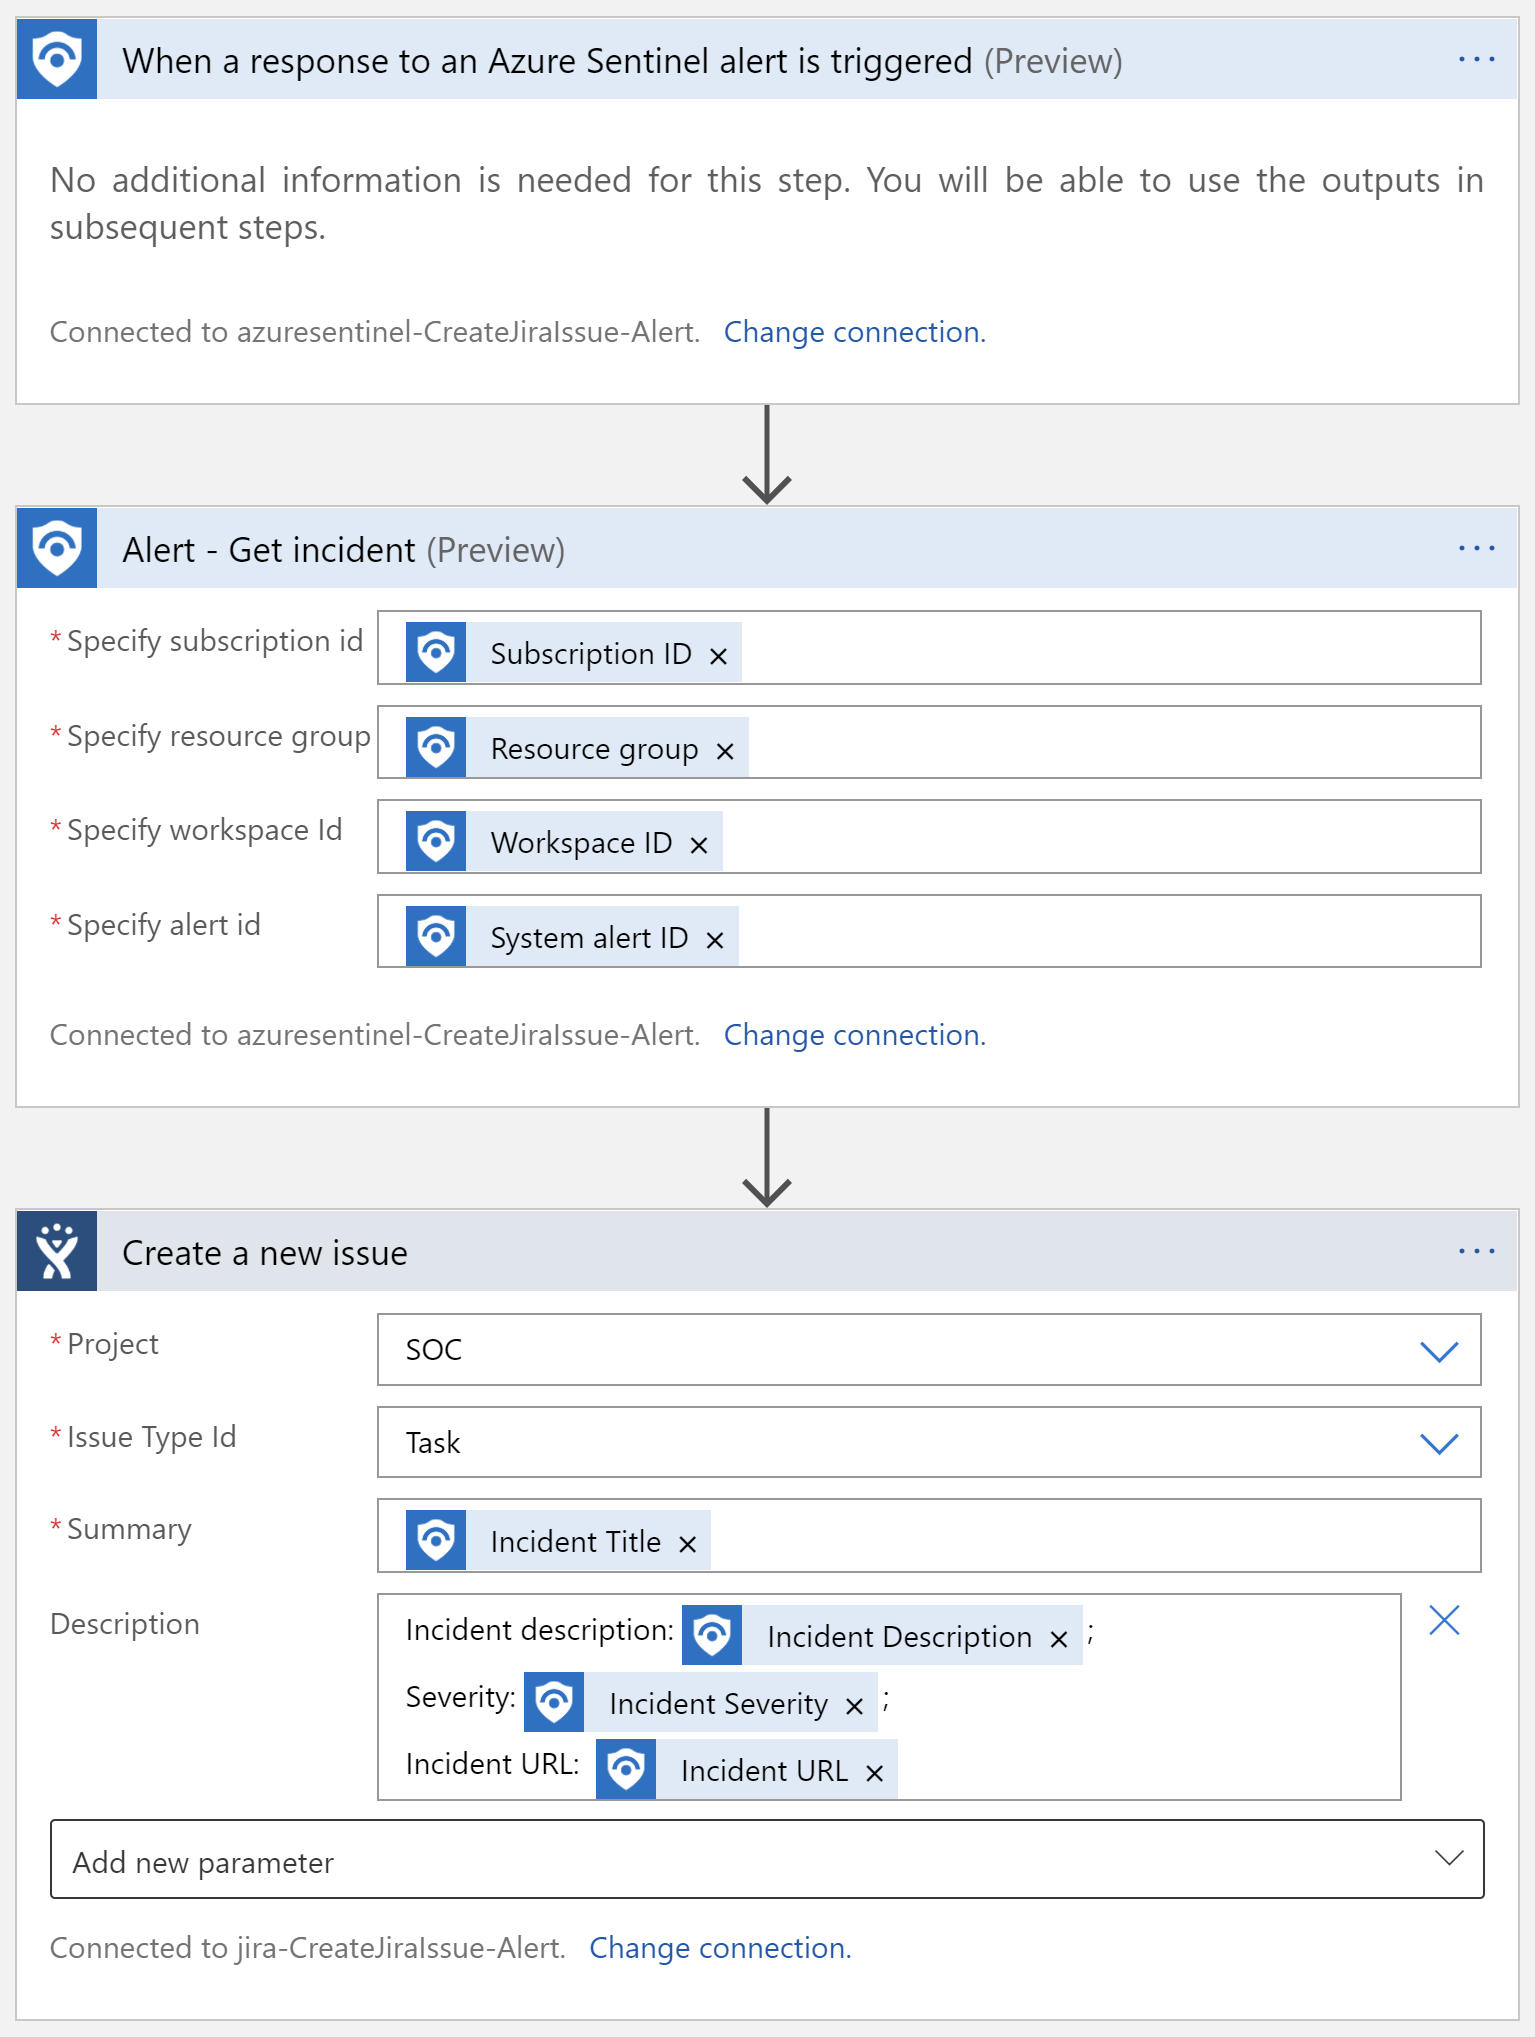 When a response to an Azure Sentinel alert is triggered (Preview)
No additional information is needed for this step. You will be able to use the outputs in
subsequent steps.
Connected to azuresentinel-CreateJiraIssue-Alert. Change connection.
Alert - Get incident (Preview)
* Specify subscription id Subscription ID ×
* Specify resource group Resource group ×
* Specify workspace Id Workspace ID ×
* Specify alert id System alert ID ×
Connected to azuresentinel-CreateJiraIssue-Alert. Change connection.
Create a new issue
* Project SOC
* Issue Type Id Task
* Summary Incident Title ×
Description Incident description: Incident Description × ;
Severity: Incident Severity × ;
Incident URL: Incident URL ×
Add new parameter
Connected to jira-CreateJiraIssue-Alert. Change connection.